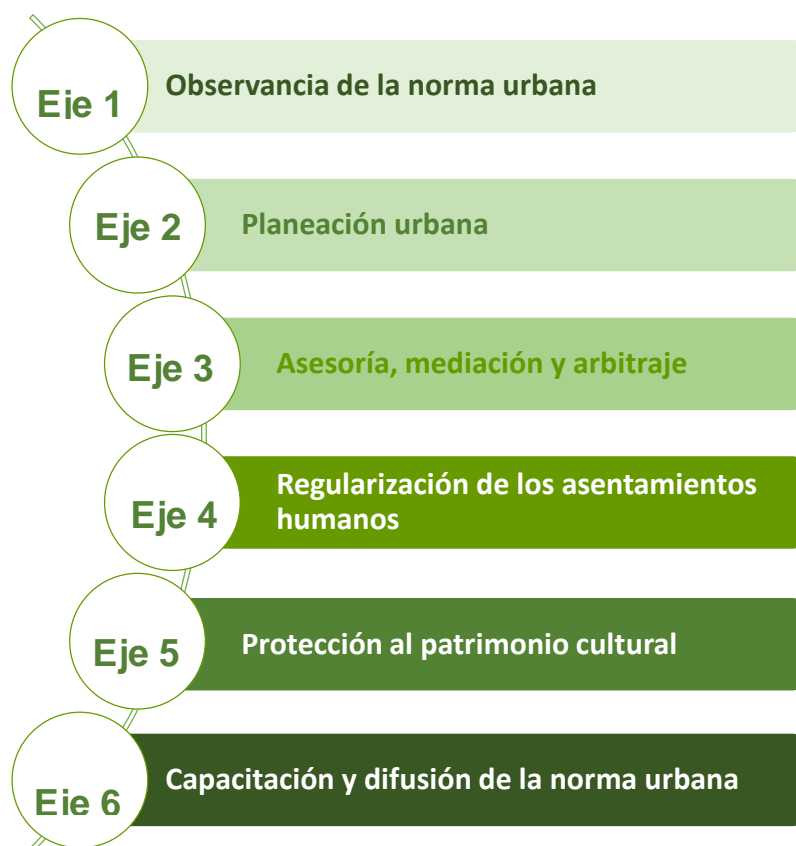 Eje 1
Observancia de la norma urbana
Eje 2
Planeación urbana
Eje 3
Asesoría, mediación y arbitraje
Eje 4
Regularización de los asentamientos
humanos
Eje 5
Protección al patrimonio cultural
Eje 6
Capacitación y difusión de la norma urbana